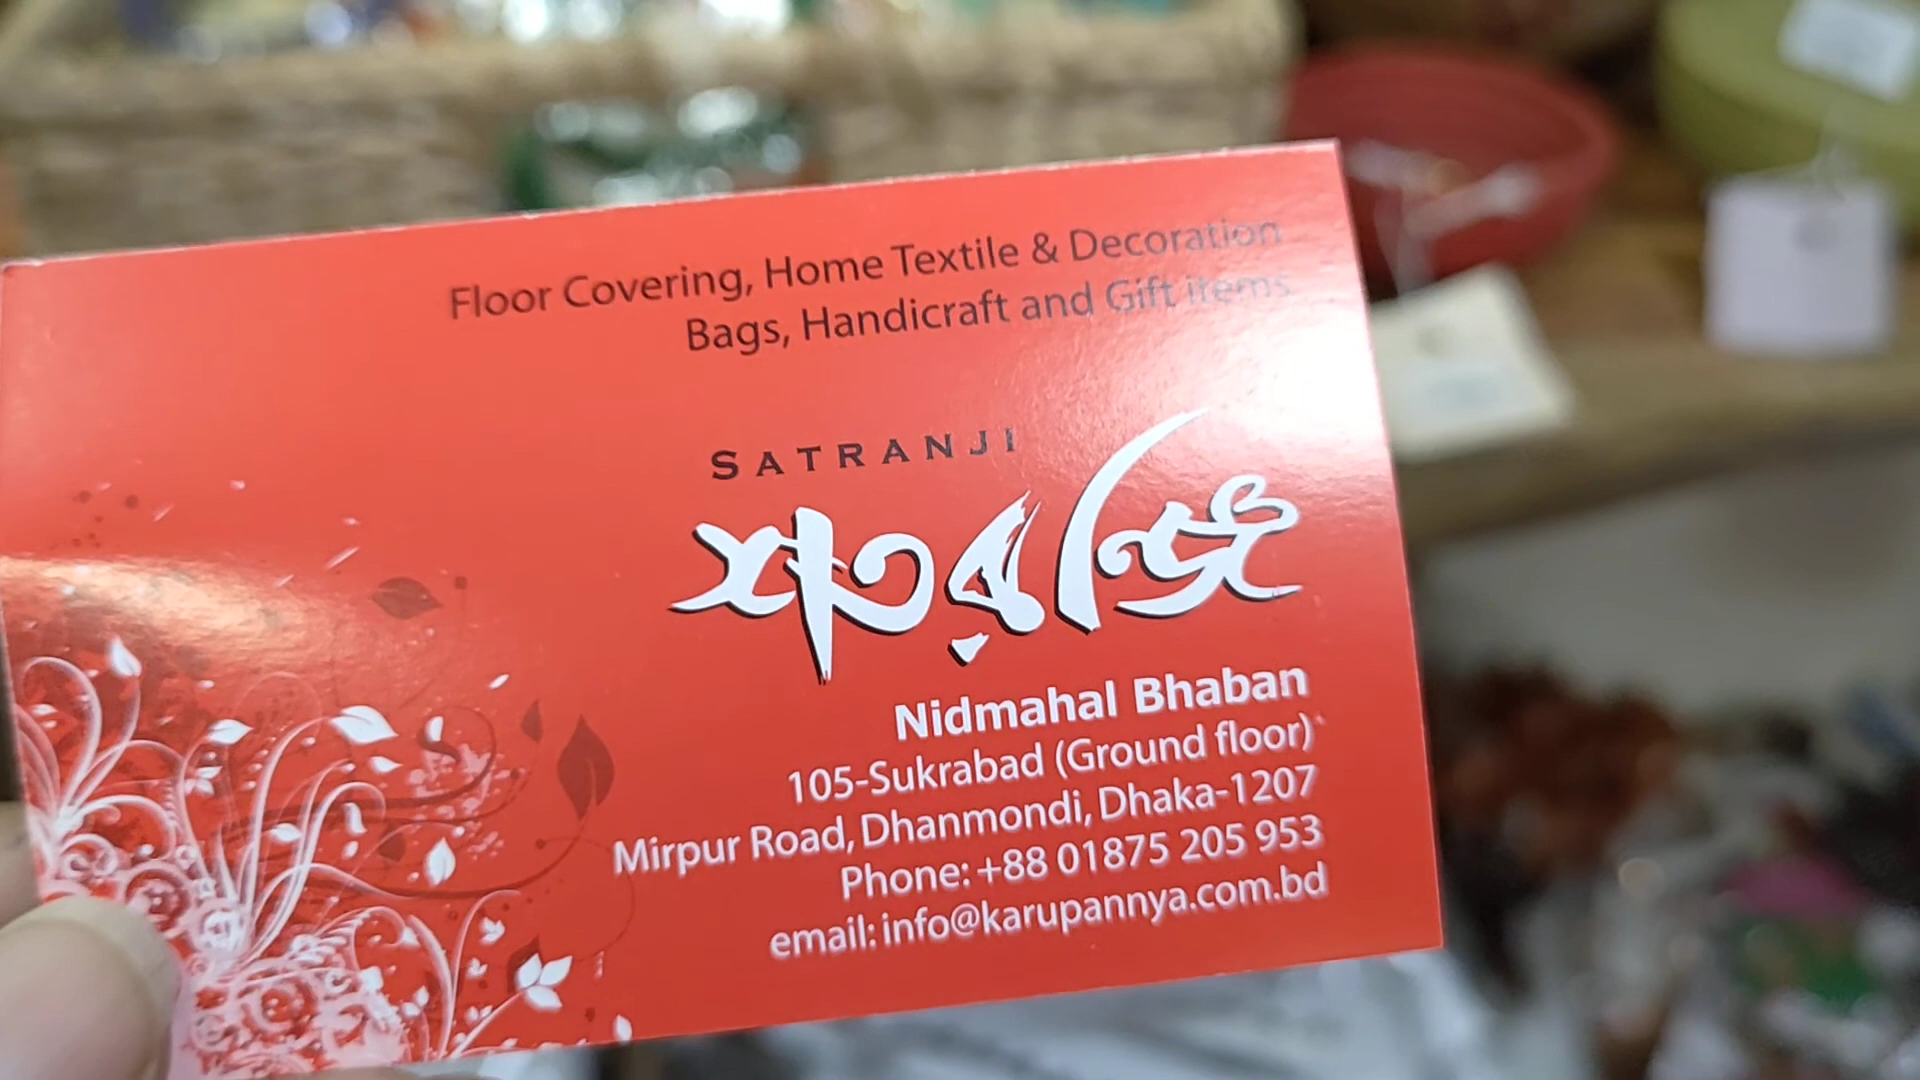 Floor Covering, Home Textile & Decoration
Bags, Handicraft and Gift items
SATRANJI
শতরঞ্জি
Nidmahal Bhaban
105-Sukrabad (Ground floor)
Mirpur Road, Dhanmondi, Dhaka-1207
Phone: +88 01875 205 953
email: info@karupannya.com.bd